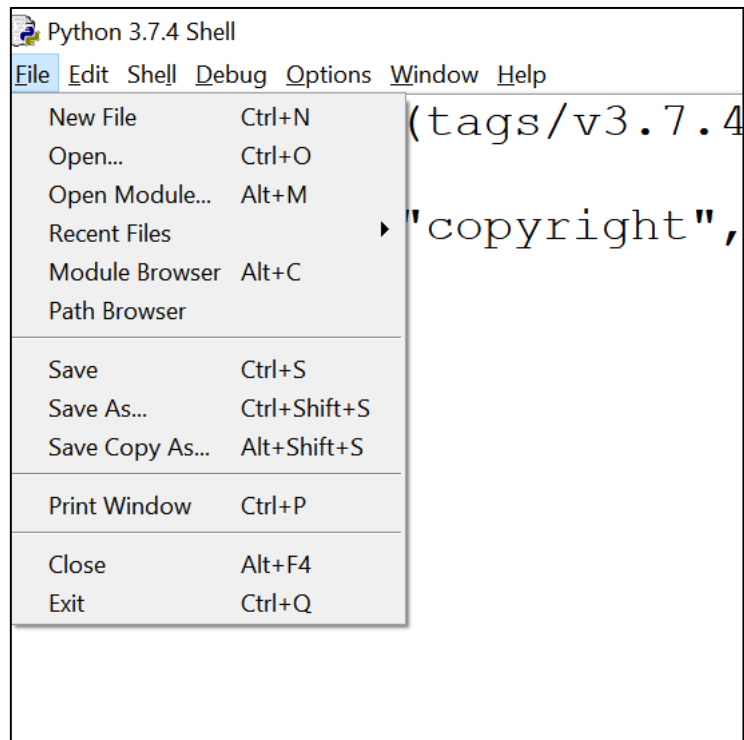 Python 3.7.4 Shell
File Edit Shell Debug Options Window Help
New File Ctrl+N
(tags/v3.7.4
Open... Ctrl+O
Open Module... Alt+M
Recent Files
"copyright",
Module Browser Alt+C
Path Browser
Save Ctrl+S
Save As... Ctrl+Shift+S
Save Copy As... Alt+Shift+S
Print Window Ctrl+P
Close Alt+F4
Exit Ctrl+Q